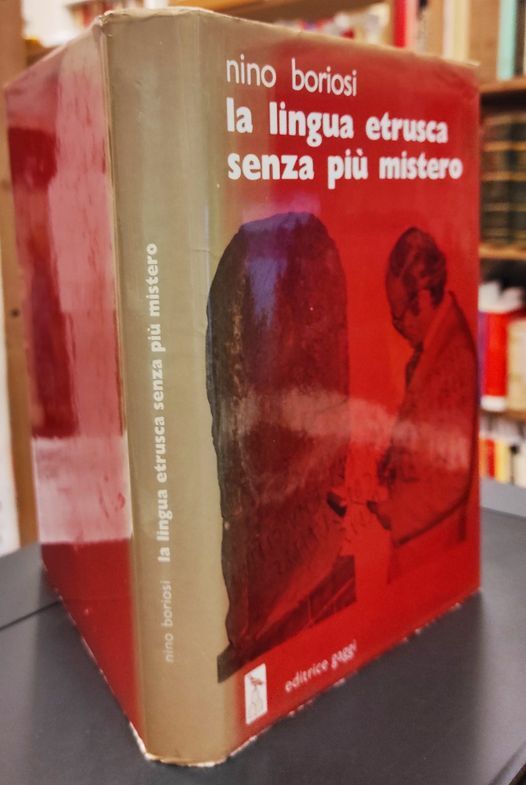 nino boriosi
la lingua etrusca
senza più mistero
editrice gaggi
nino boriosi la lingua etrusca senza più mistero